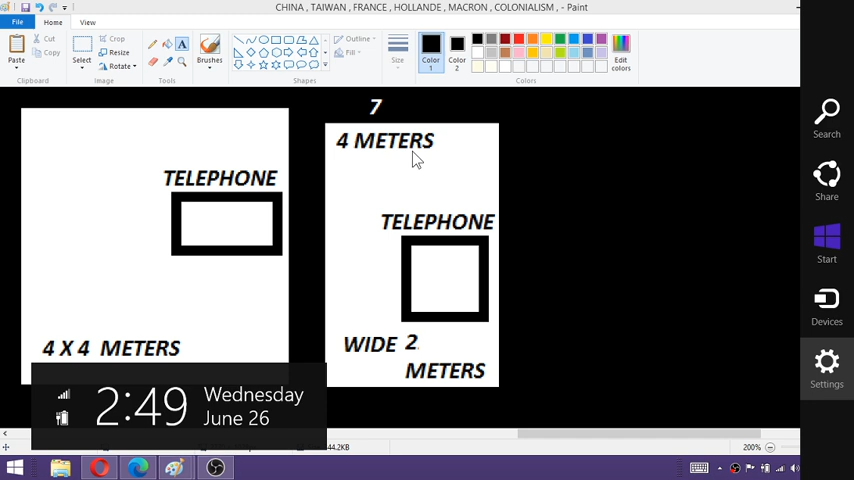 CHINA , TAIWAN , FRANCE , HOLLANDE , MACRON , COLONIALISM , - Paint
File
Home
View
Paste
Cut
Copy
Clipboard
Select
Crop
Resize
Rotate
Image
Tools
Brushes
Shapes
Outline
Fill
Size
Color
1
Color
2
Edit
colors
Colors
7
4 METERS
TELEPHONE
TELEPHONE
4 X 4 METERS
WIDE 2
METERS
2:49
Wednesday
June 26
44.2KB
200%
Search
Share
Start
Devices
Settings